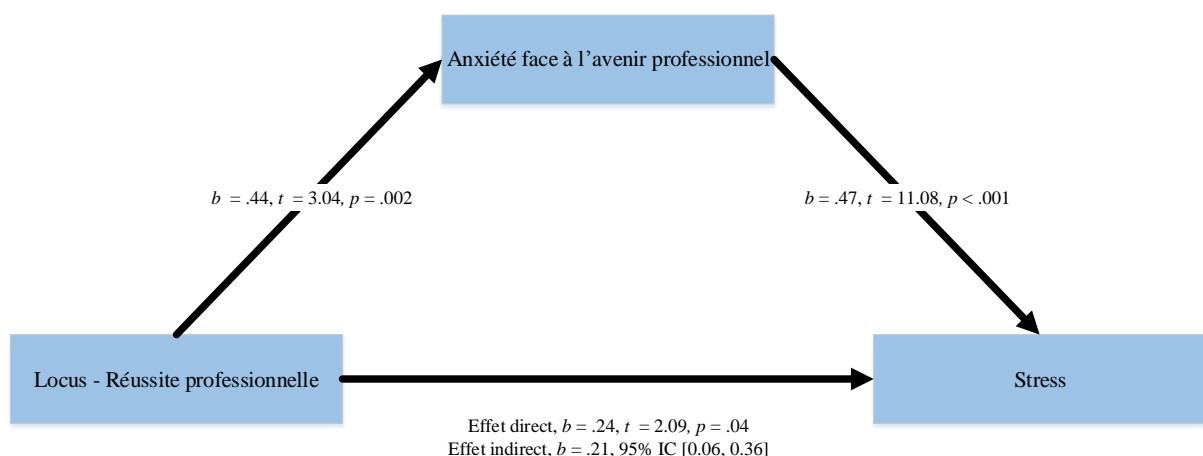 Anxiété face à l’avenir professionnel
b = .44, t = 3.04, p = .002
b = .47, t = 11.08, p < .001
Locus - Réussite professionnelle
Stress
Effet direct, b = .24, t = 2.09, p = .04
Effet indirect, b = .21, 95% IC [0.06, 0.36]